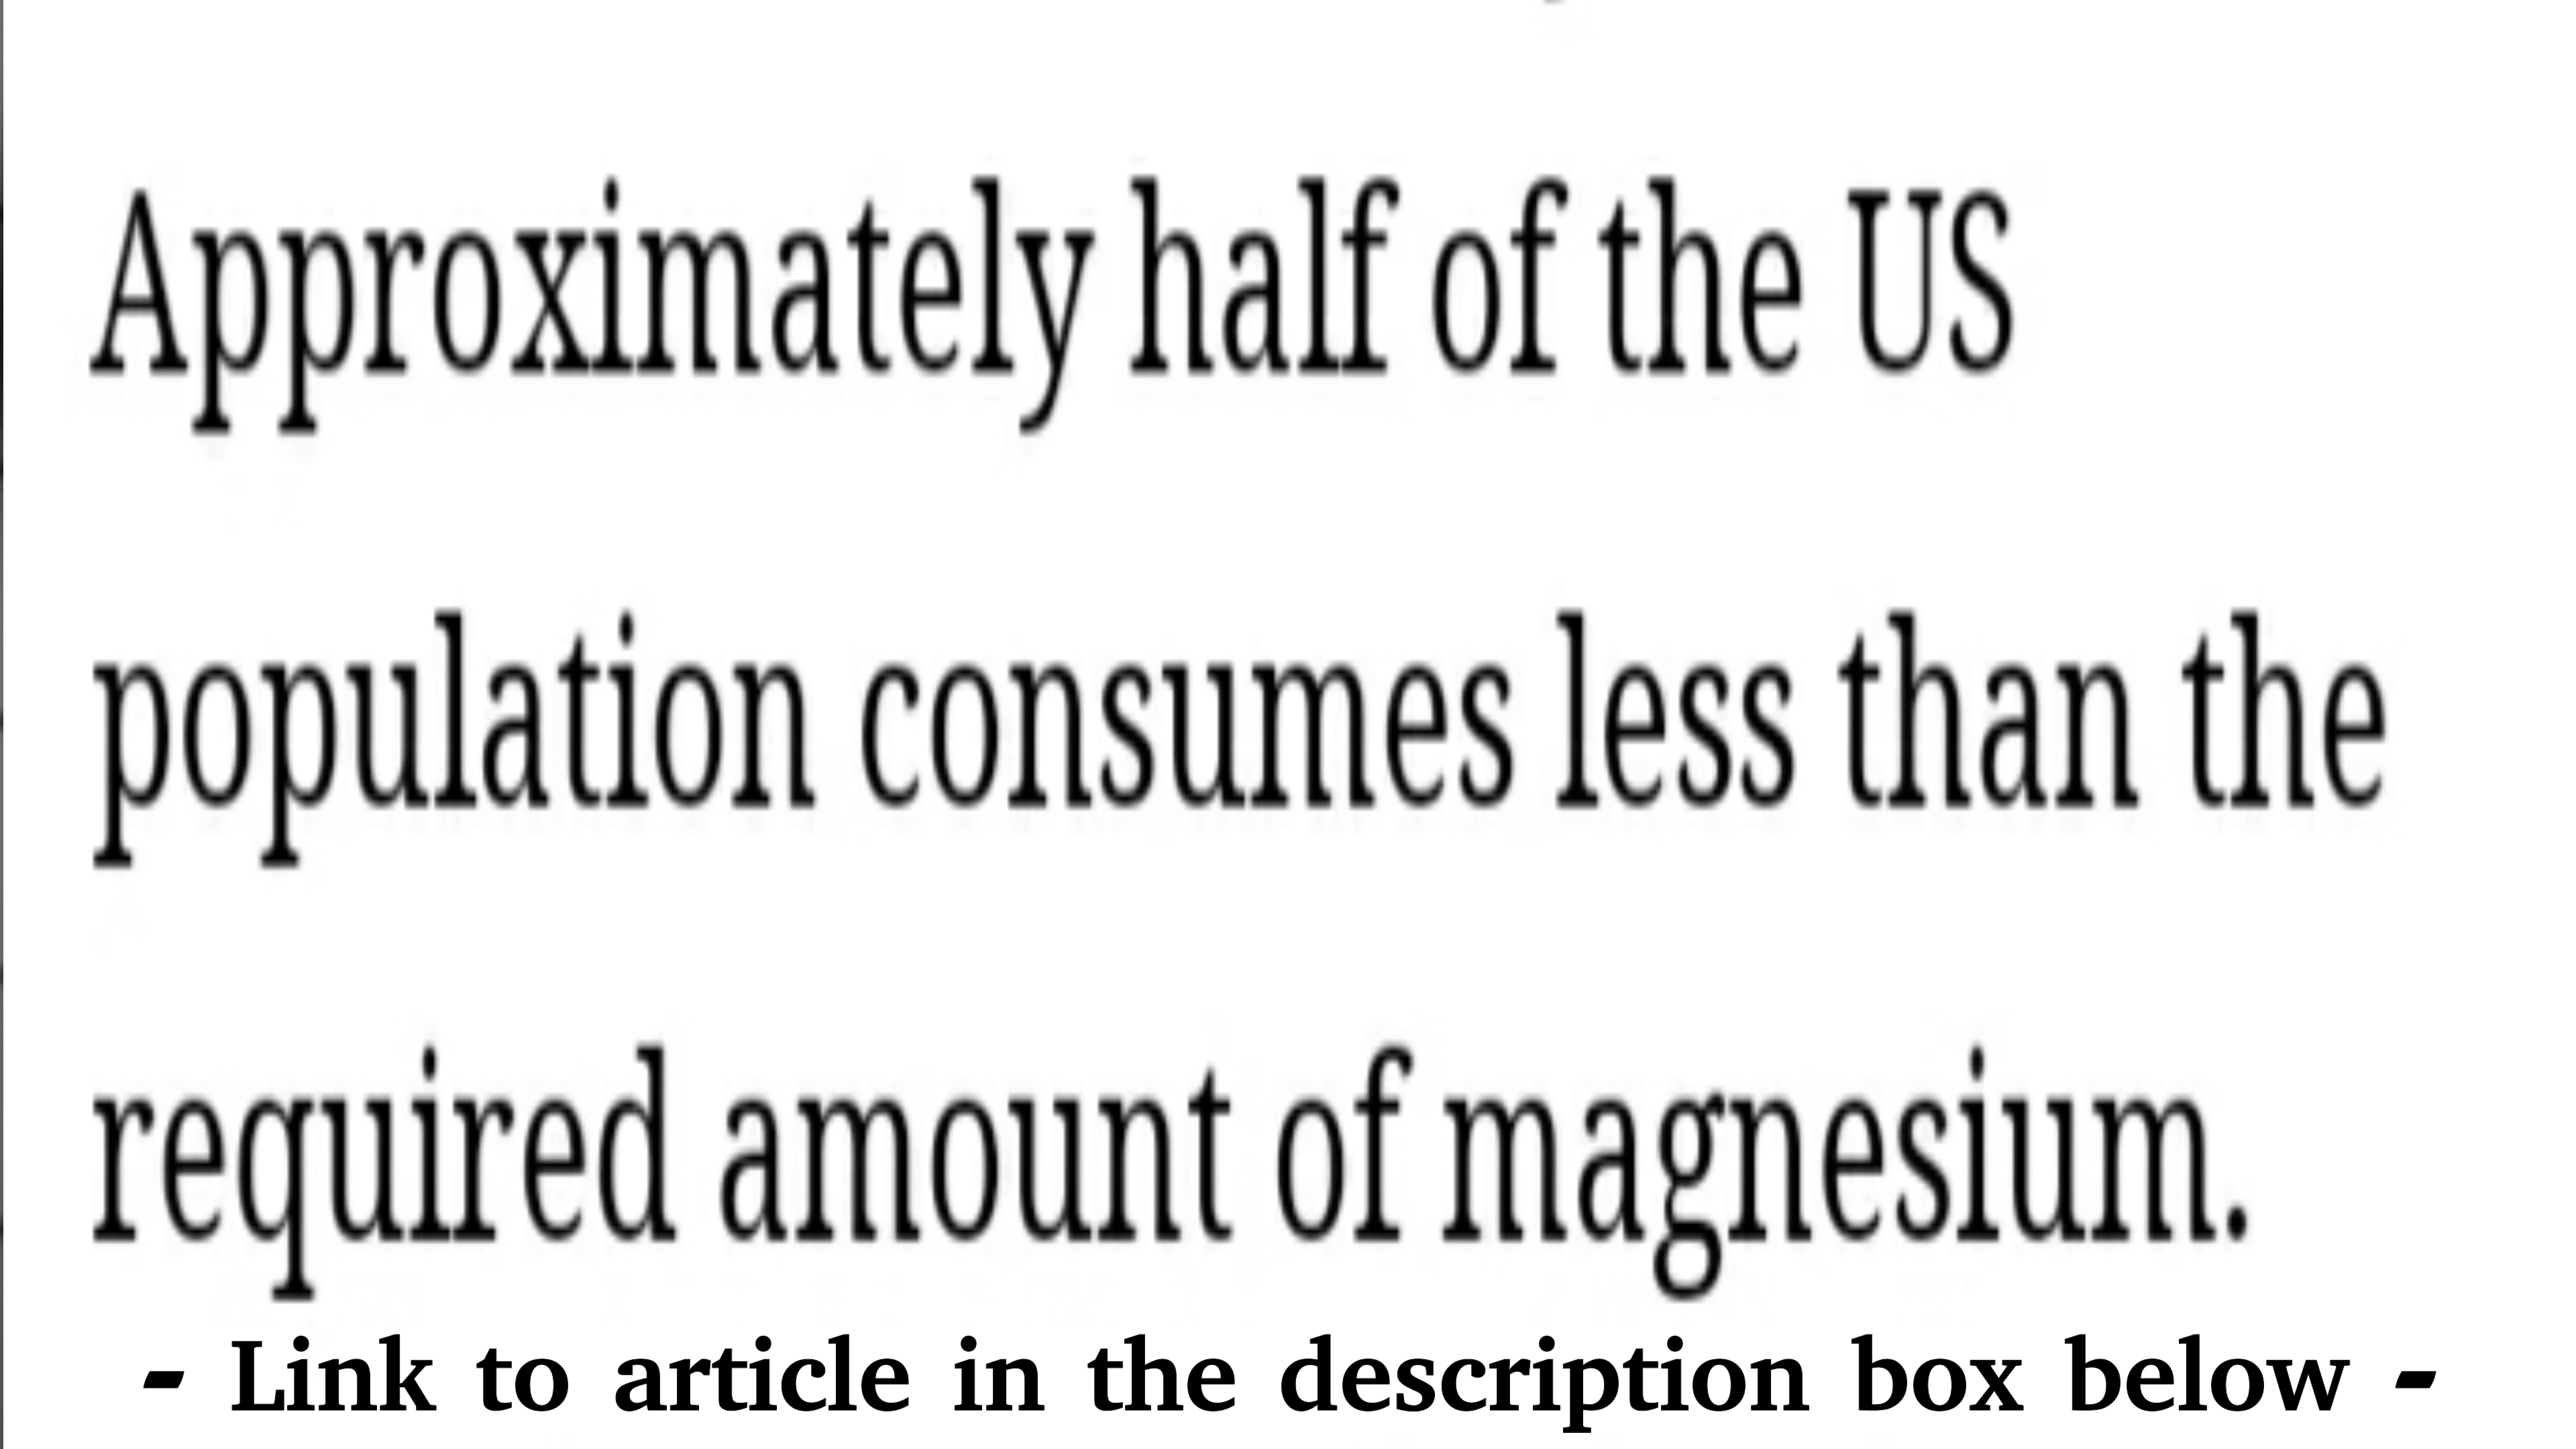 Approximately half of the US
population consumes less than the
required amount of magnesium.
- Link to article in the description box below -